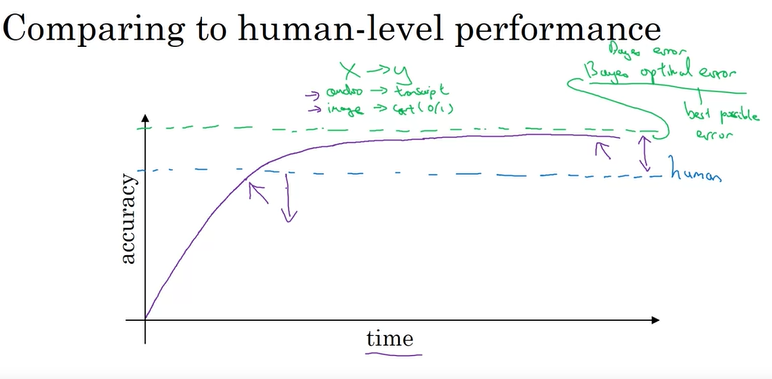 Comparing to human-level performance
Bayes error
Bayes optimal error
x → y
→ audio → transcript
→ image → cat (0/1)
best possible
error
human
accuracy
time